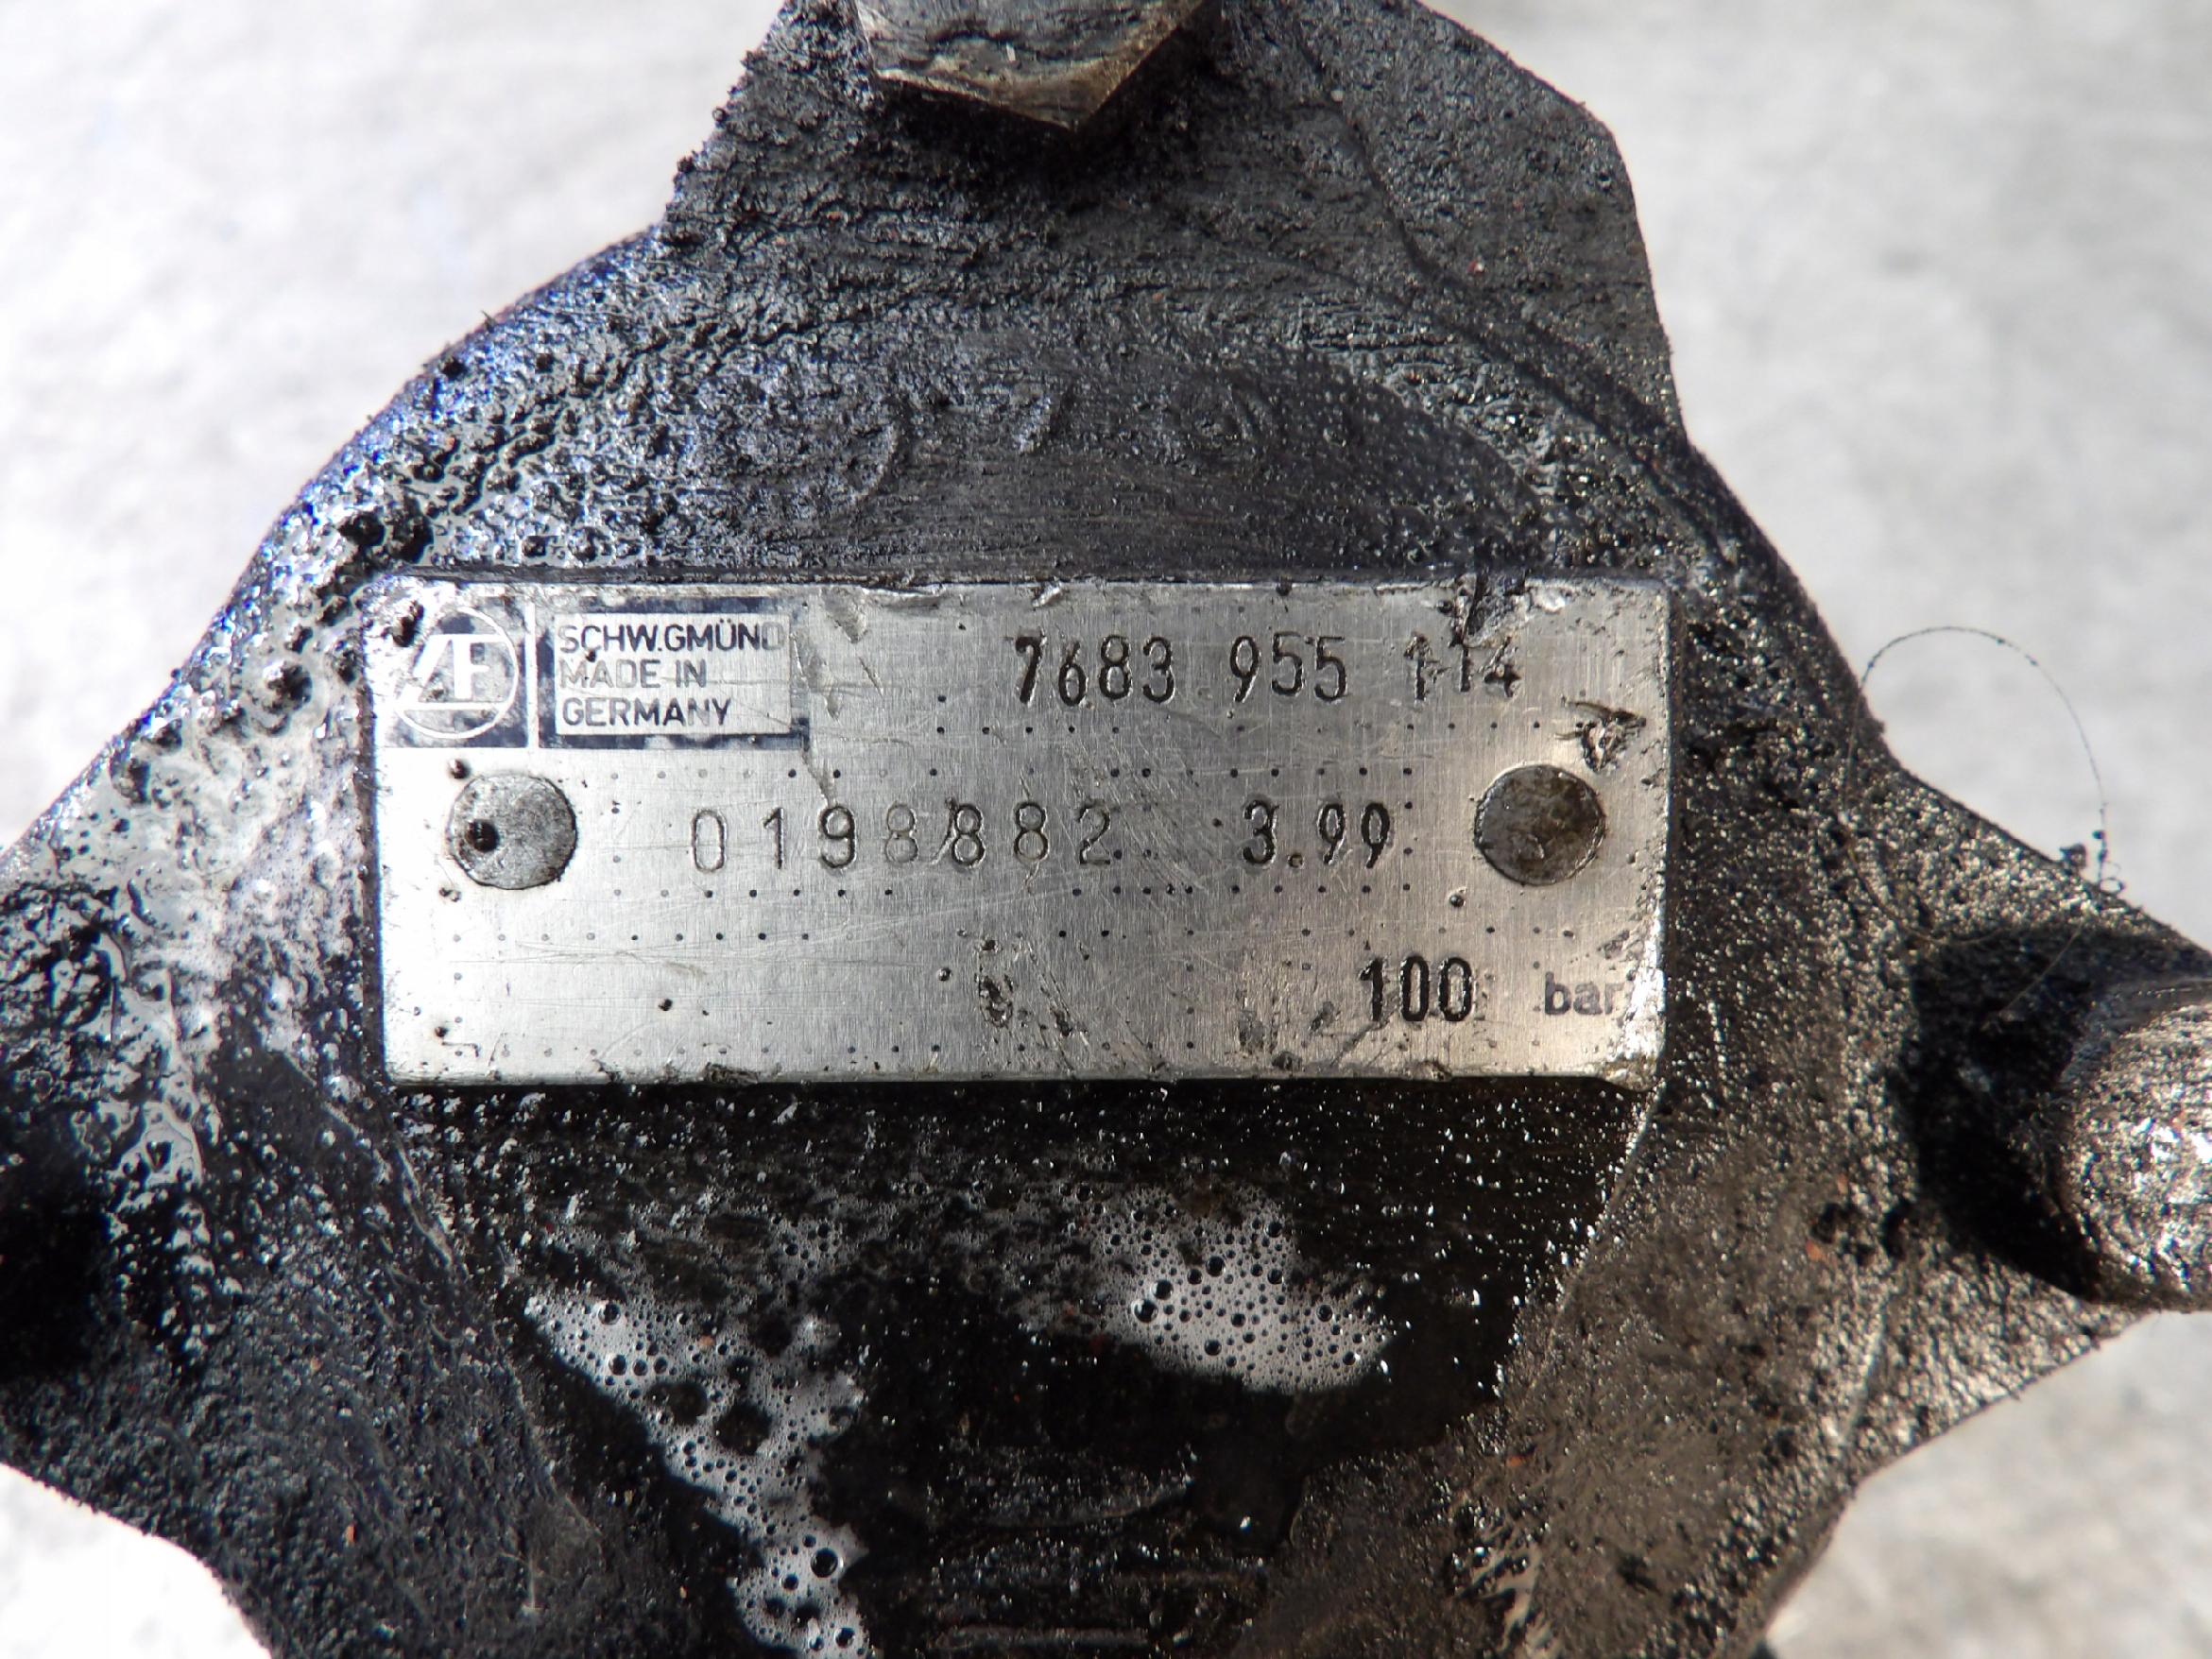 ZF
SCHW.GMÜND
MADE IN
GERMANY
7683 955 114
0198882 3.99
100 bar